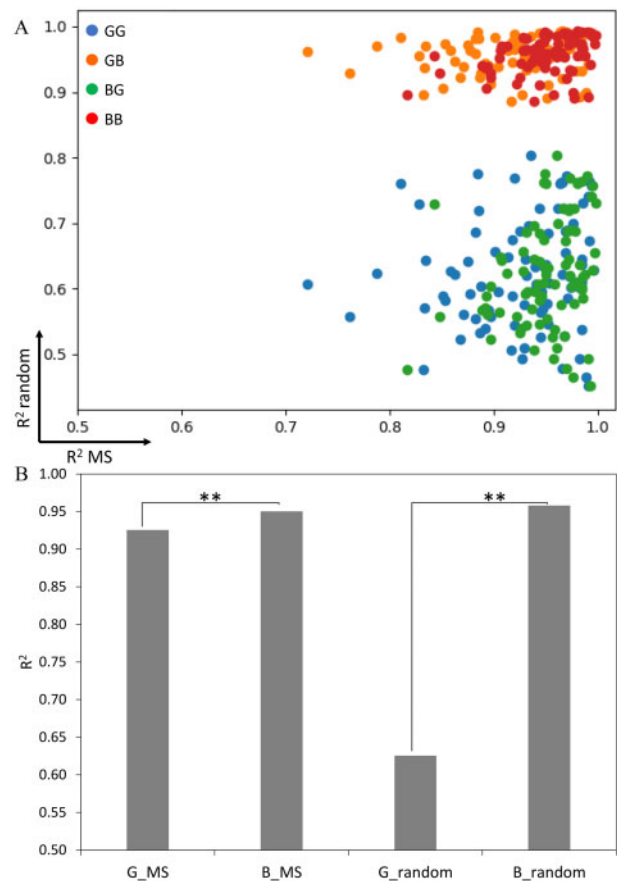 A
GG
GB
BG
BB
1.0
0.9
0.8
0.7
0.6
0.5
R² random
0.5 0.6 0.7 0.8 0.9 1.0
R² MS
B
1.00
0.95
0.90
0.85
0.80
0.75
0.70
0.65
0.60
0.55
0.50
R²
** **
G_MS B_MS G_random B_random